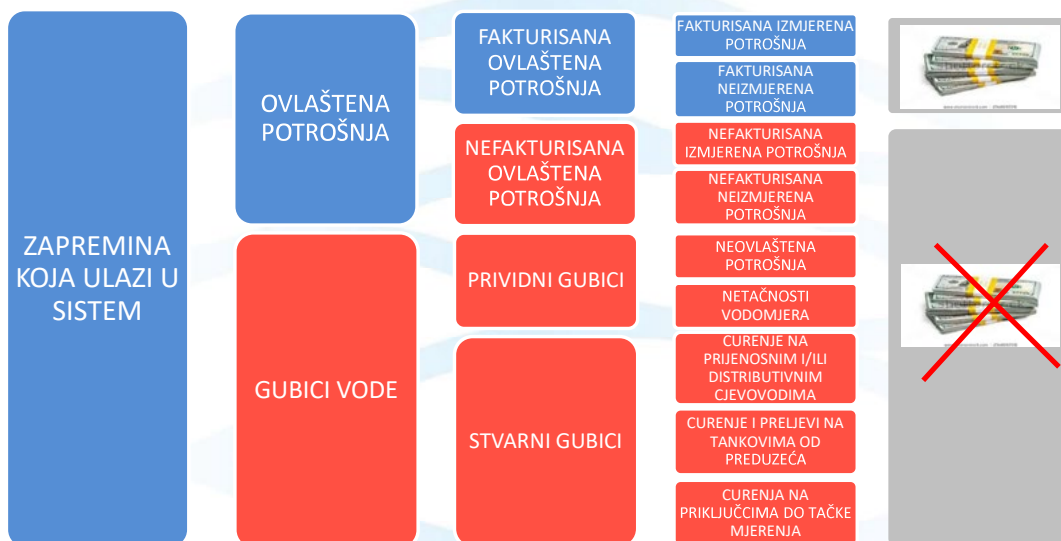 ZAPREMINA
KOJA ULAZI U
SISTEM
OVLAŠTENA
POTROŠNJA
GUBICI VODE
FAKTURISANA
OVLAŠTENA
POTROŠNJA
NEFAKTURISANA
OVLAŠTENA
POTROŠNJA
PRIVIDNI GUBICI
STVARNI GUBICI
FAKTURISANA IZMJERENA
POTROŠNJA
FAKTURISANA
NEIZMJERENA
POTROŠNJA
NEFAKTURISANA
IZMJERENA POTROŠNJA
NEFAKTURISANA
NEIZMJERENA
POTROŠNJA
NEOVLAŠTENA
POTROŠNJA
NETAČNOSTI
VODOMJERA
CURENJE NA
PRIJENOSNIM I/ILI
DISTRIBUTIVNIM
CJEVOVODIMA
CURENJE I PRELJEVI NA
TANKOVIMA OD
PREDUZEĆA
CURENJA NA
PRIKLJUČCIMA DO TAČKE
MJERENJA